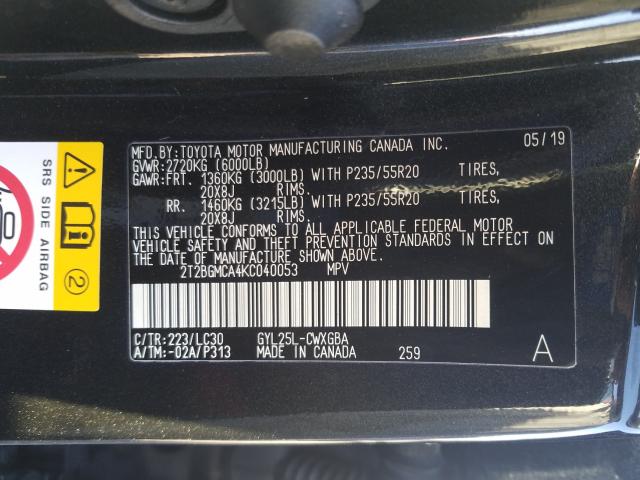 MFD.BY:TOYOTA MOTOR MANUFACTURING CANADA INC. 05/19
GVWR:2720KG (6000LB)
GAWR:FRT. 1360KG (3000LB) WITH P235/55R20 TIRES,
20X8J RIMS.
RR. 1460KG (3215LB) WITH P235/55R20 TIRES,
20X8J RIMS.
THIS VEHICLE CONFORMS TO ALL APPLICABLE FEDERAL MOTOR
VEHICLE SAFETY AND THEFT PREVENTION STANDARDS IN EFFECT
ON THE DATE OF MANUFACTURE SHOWN ABOVE.
2T2BGMCA4KC040053 MPV
C/TR:223/LC30 GYL25L-CWXGBA
A/TM:-02A/P313 MADE IN CANADA 259 A
SRS SIDE AIRBAG
2